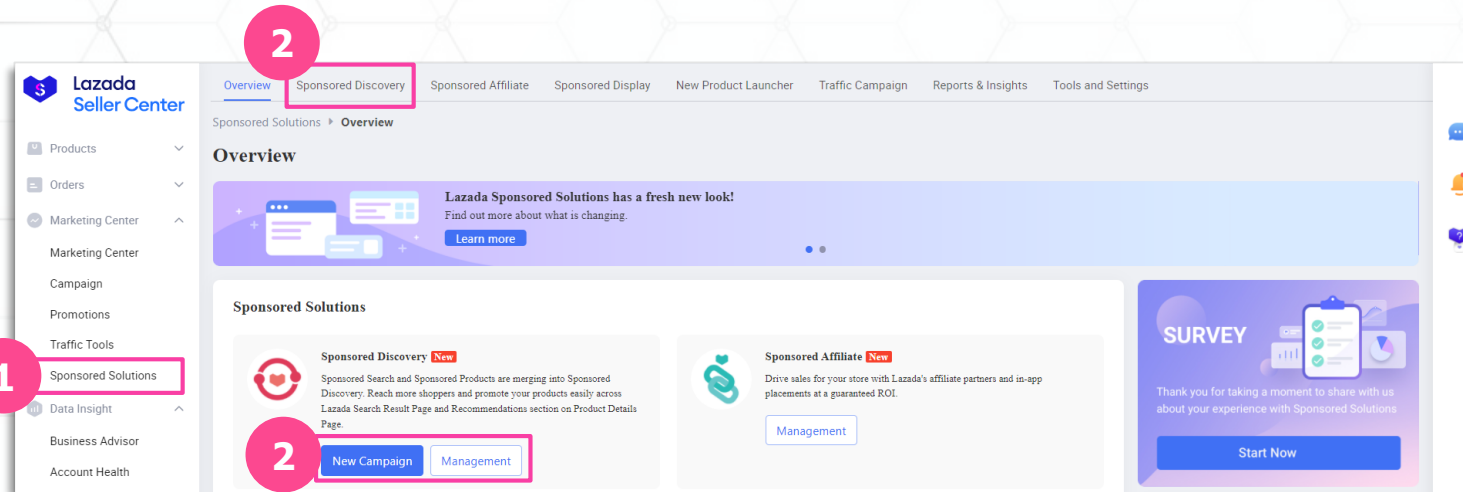 2
Lazada
Seller Center
Overview
Sponsored Discovery
Sponsored Affiliate
Sponsored Display
New Product Launcher
Traffic Campaign
Reports & Insights
Tools and Settings
Sponsored Solutions
Overview
Products
Orders
Marketing Center
Marketing Center
Campaign
Promotions
Traffic Tools
1
Sponsored Solutions
Data Insight
Business Advisor
Account Health
Overview
Lazada Sponsored Solutions has a fresh new look!
Find out more about what is changing.
Learn more
Sponsored Solutions
Sponsored Discovery New
Sponsored Search and Sponsored Products are merging into Sponsored
Discovery. Reach more shoppers and promote your products easily across
Lazada Search Result Page and Recommendations section on Product Details
Page.
2
New Campaign
Management
Sponsored Affiliate New
Drive sales for your store with Lazada's affiliate partners and in-app
placements at a guaranteed ROI.
Management
SURVEY
Thank you for taking a moment to share with us
about your experience with Sponsored Solutions
Start Now